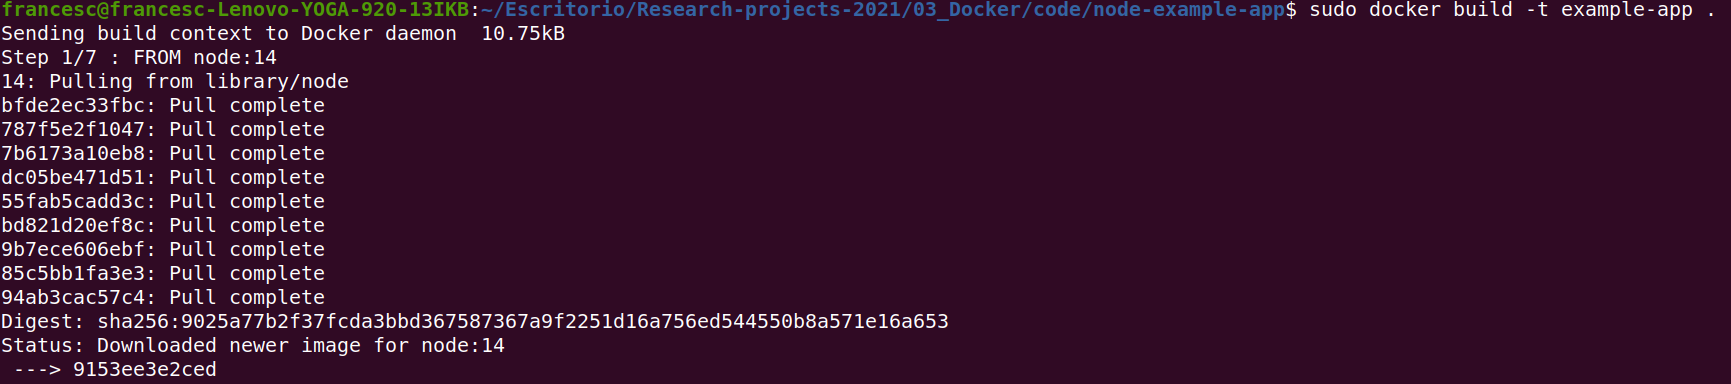 francesc@francesc-Lenovo-YOGA-920-13IKB:~/Escritorio/Research-projects-2021/03_Docker/code/node-example-app$ sudo docker build -t example-app .
Sending build context to Docker daemon  10.75kB
Step 1/7 : FROM node:14
14: Pulling from library/node
bfde2ec33fbc: Pull complete
787f5e2f1047: Pull complete
7b6173a10eb8: Pull complete
dc05be471d51: Pull complete
55fab5cadd3c: Pull complete
bd821d20ef8c: Pull complete
9b7ece606ebf: Pull complete
85c5bb1fa3e3: Pull complete
94ab3cac57c4: Pull complete
Digest: sha256:9025a77b2f37fcda3bbd367587367a9f2251d16a756ed544550b8a571e16a653
Status: Downloaded newer image for node:14
 ---> 9153ee3e2ced